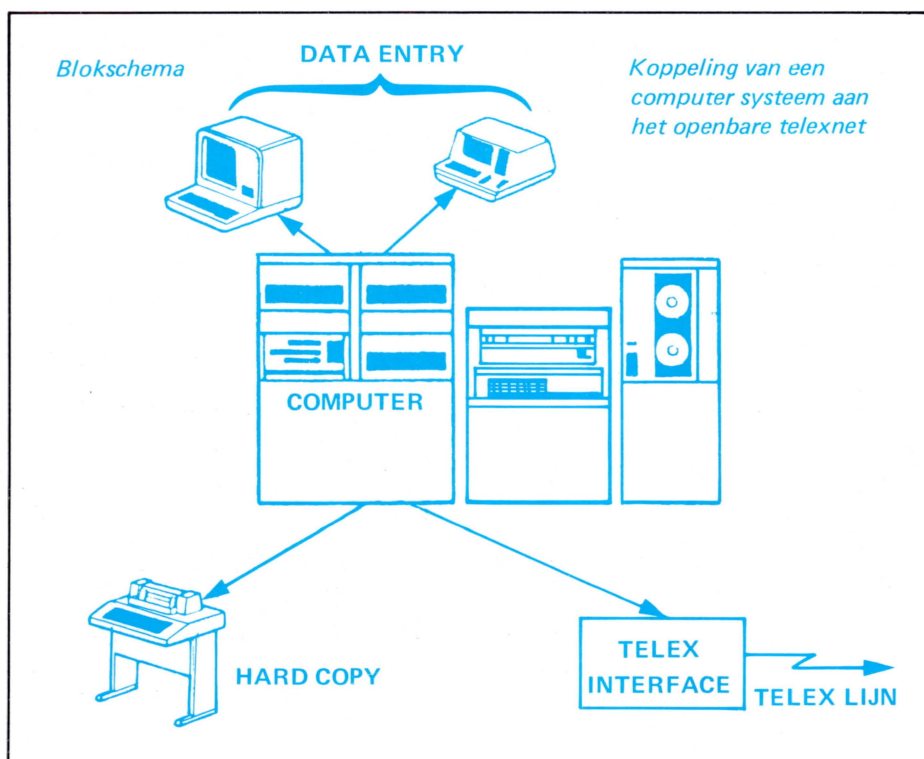 Blokschema
DATA ENTRY
Koppeling van een
computer systeem aan
het openbare telexnet
COMPUTER
HARD COPY
TELEX
INTERFACE
TELEX LIJN